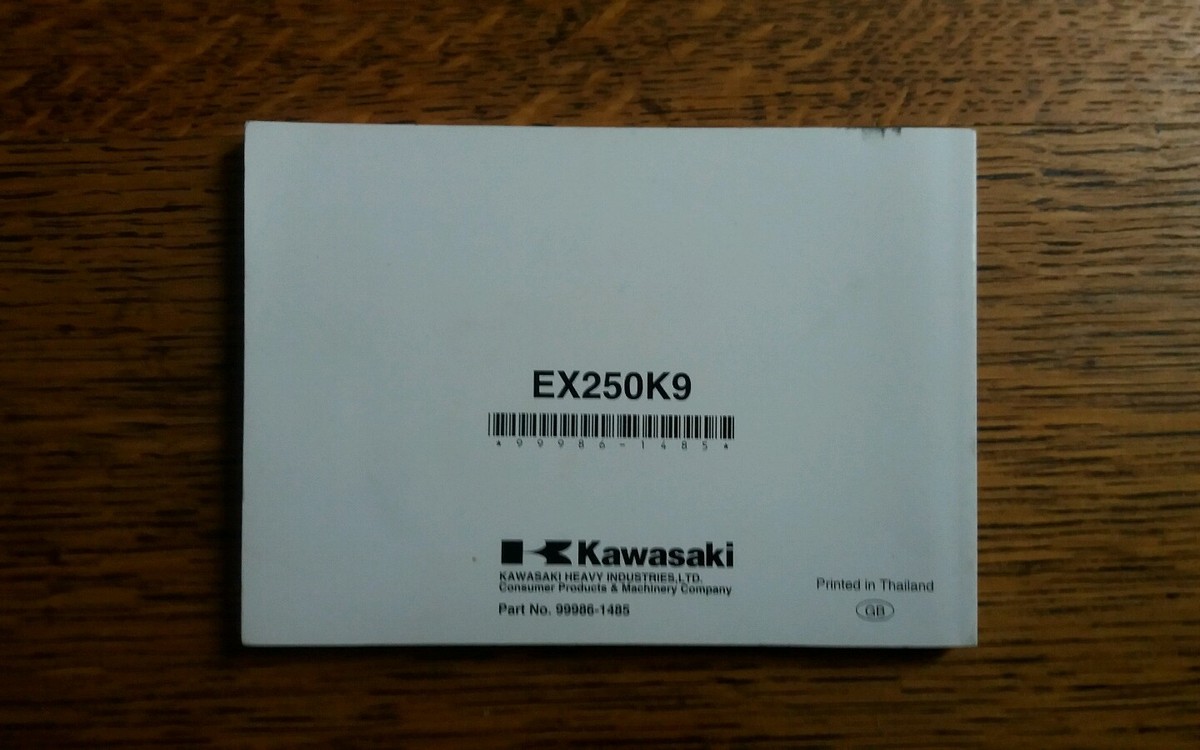 EX250K9
*99986-1485*
Kawasaki
KAWASAKI HEAVY INDUSTRIES,LTD.
Consumer Products & Machinery Company
Part No. 99986-1485
Printed in Thailand
GB